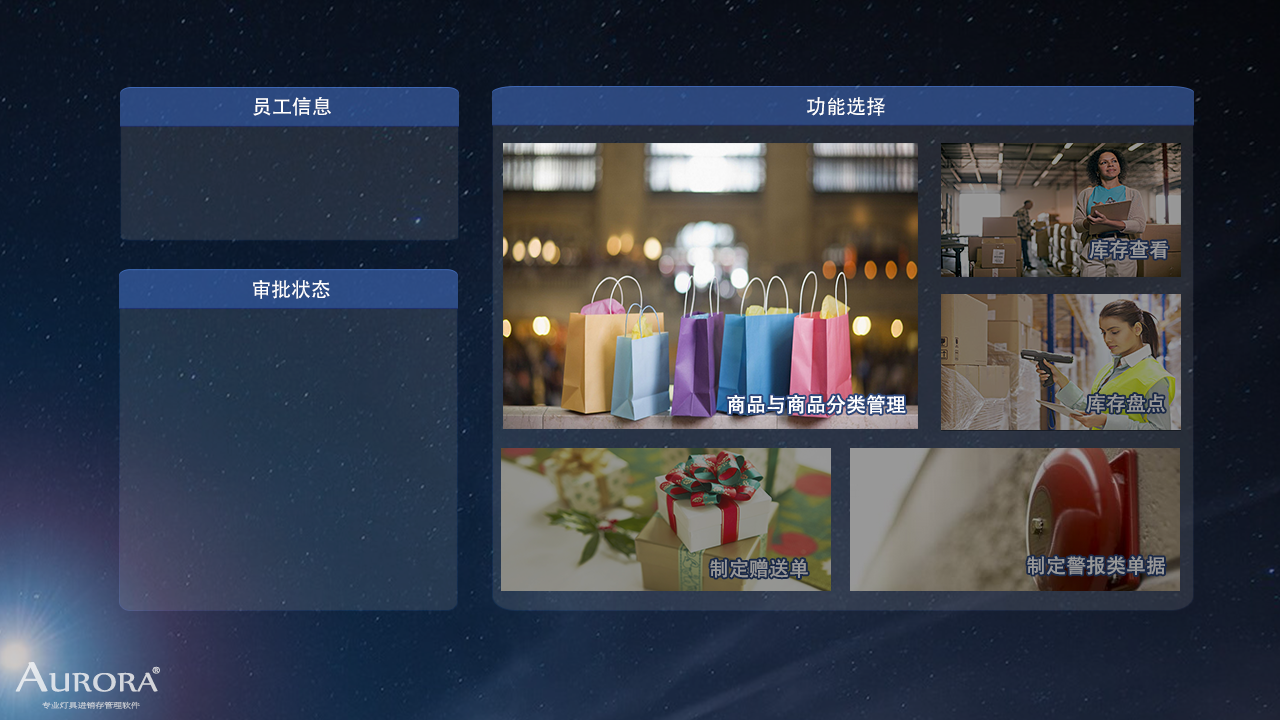 员工信息
功能选择
库存查看
审批状态
库存盘点
商品与商品分类管理
制定赠送单
制定警报类单据
AURORA®
专业灯具进销存管理软件